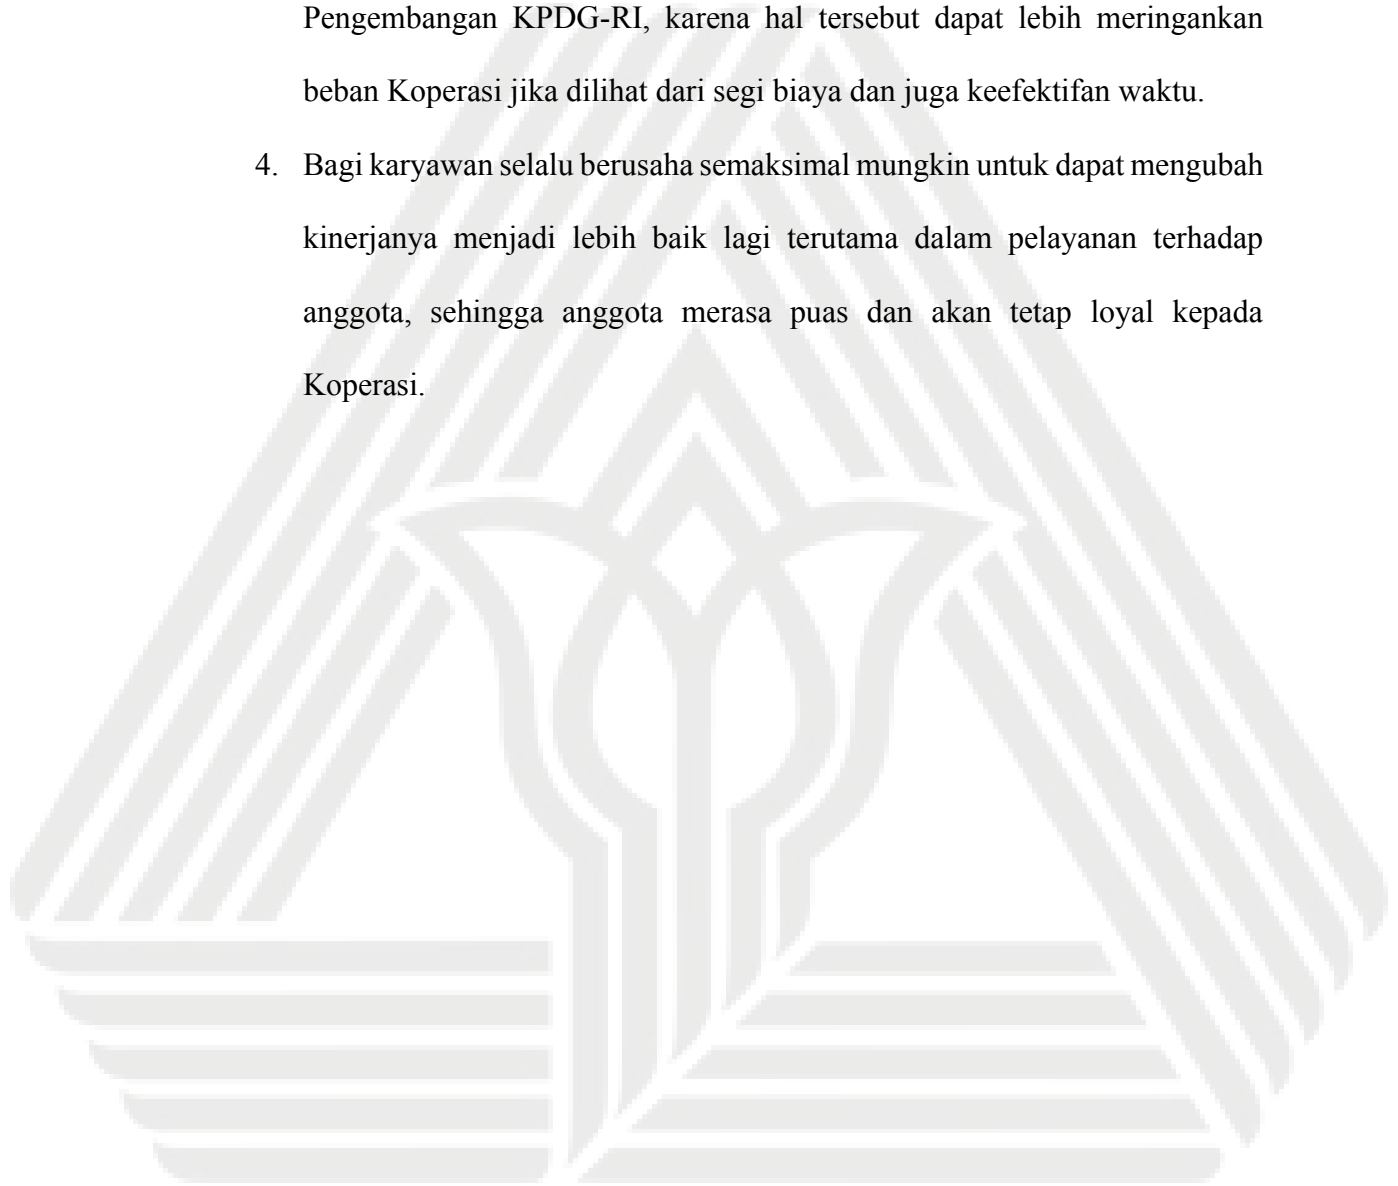 Pengembangan KPDG-RI, karena hal tersebut dapat lebih meringankan
beban Koperasi jika dilihat dari segi biaya dan juga keefektifan waktu.
4. Bagi karyawan selalu berusaha semaksimal mungkin untuk dapat mengubah
kinerjanya menjadi lebih baik lagi terutama dalam pelayanan terhadap
anggota, sehingga anggota merasa puas dan akan tetap loyal kepada
Koperasi.